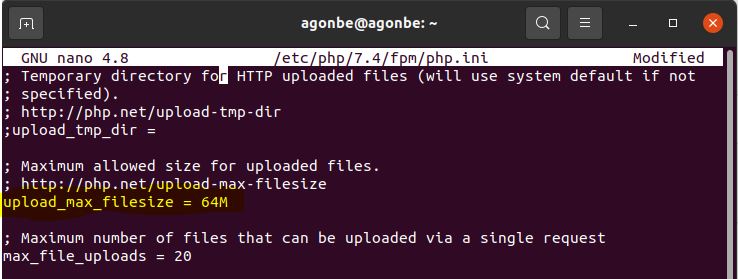 agonbe@agonbe: ~
GNU nano 4.8 /etc/php/7.4/fpm/php.ini Modified
; Temporary directory for HTTP uploaded files (will use system default if not
; specified).
; http://php.net/upload-tmp-dir
;upload_tmp_dir =
; Maximum allowed size for uploaded files.
; http://php.net/upload-max-filesize
upload_max_filesize = 64M
; Maximum number of files that can be uploaded via a single request
max_file_uploads = 20